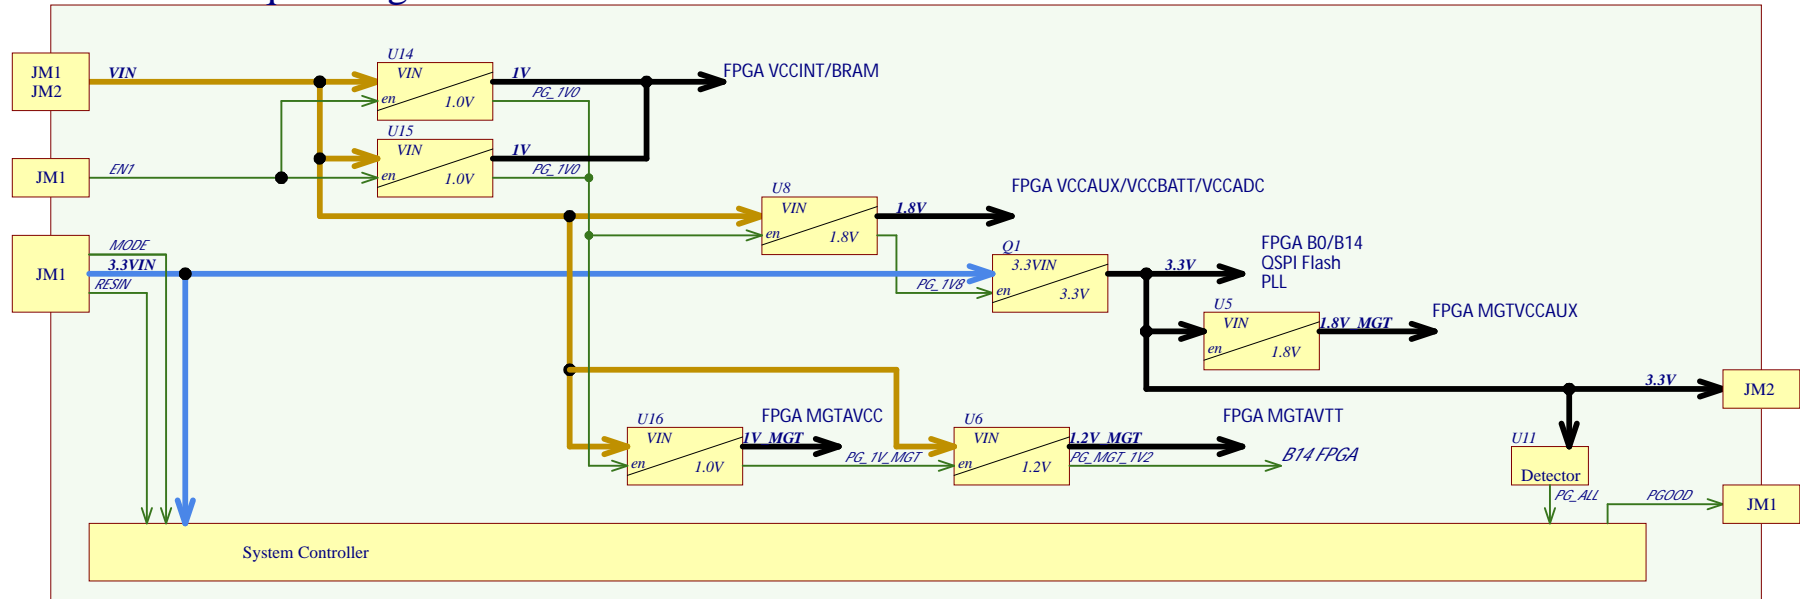 U14
JM1
JM2
VIN
VIN
en
1.0V
1V
PG_1V0
FPGA VCCINT/BRAM
U15
VIN
en
1.0V
1V
PG_1V0
JM1
EN1
U8
VIN
en
1.8V
1.8V
FPGA VCCAUX/VCCBATT/VCCADC
JM1
MODE
3.3VIN
RESIN
PG_1V8
Q1
3.3VIN
en
3.3V
3.3V
FPGA B0/B14
QSPI Flash
PLL
U5
VIN
en
1.8V
1.8V_MGT
FPGA MGTVCCAUX
3.3V
JM2
U16
VIN
en
1.0V
FPGA MGTAVCC
1V_MGT
PG_1V_MGT
U6
VIN
en
1.2V
FPGA MGTAVTT
1.2V_MGT
PG_MGT_1V2
B14 FPGA
U11
Detector
PG_ALL
PGOOD
JM1
System Controller